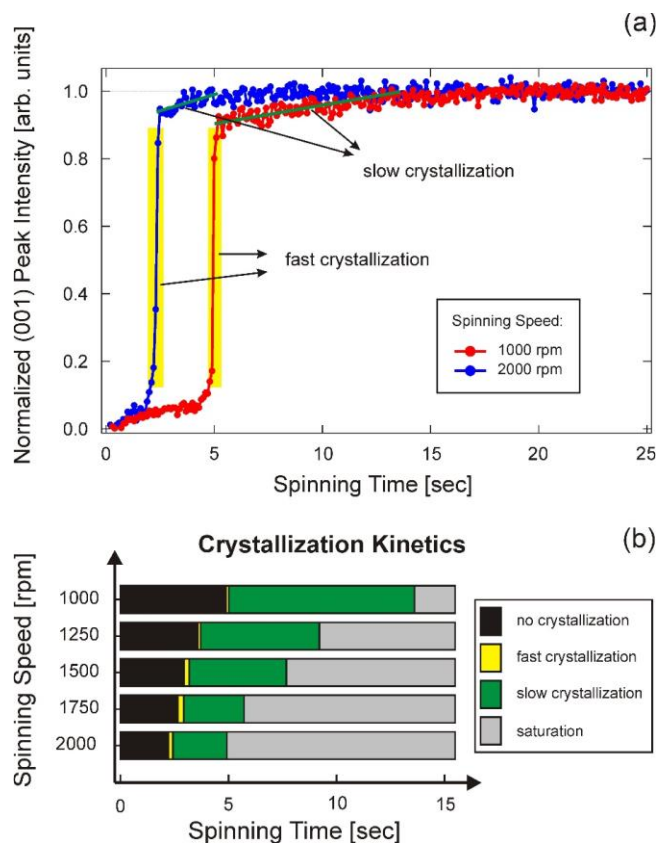 (a)
Normalized (001) Peak Intensity [arb. units]
1.0
0.8
0.6
0.4
0.2
0.0
slow crystallization
fast crystallization
Spinning Speed:
1000 rpm
2000 rpm
0 5 10 15 20 25
Spinning Time [sec]
(b)
Crystallization Kinetics
Spinning Speed [rpm]
1000
1250
1500
1750
2000
no crystallization
fast crystallization
slow crystallization
saturation
0 5 10 15
Spinning Time [sec]